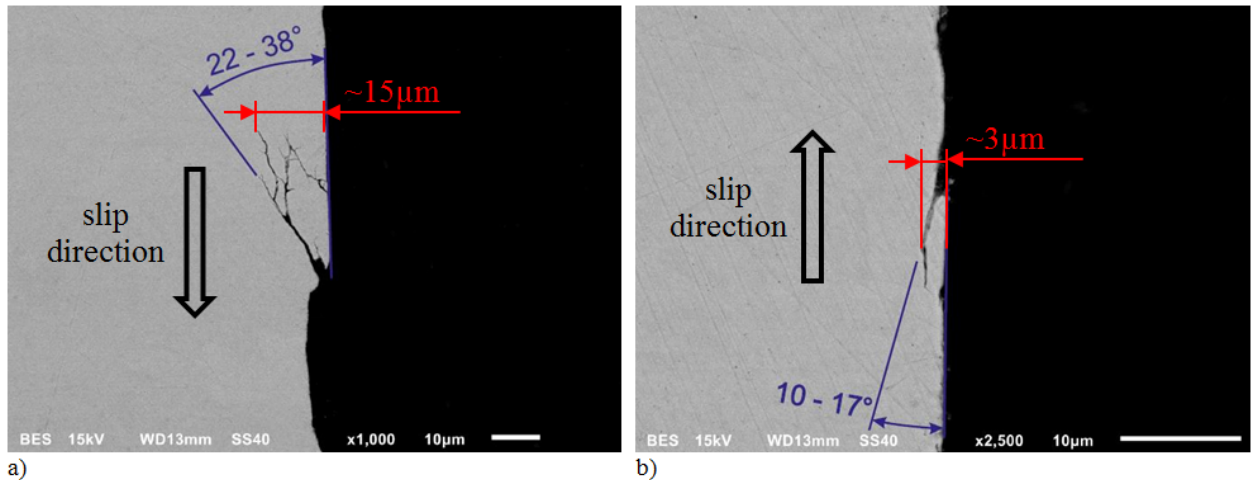 22 - 38°
~15µm
slip
direction
BES 15kV WD13mm SS40 x1,000 10µm
a)
~3µm
slip
direction
10 - 17°
BES 15kV WD13mm SS40 x2,500 10µm
b)